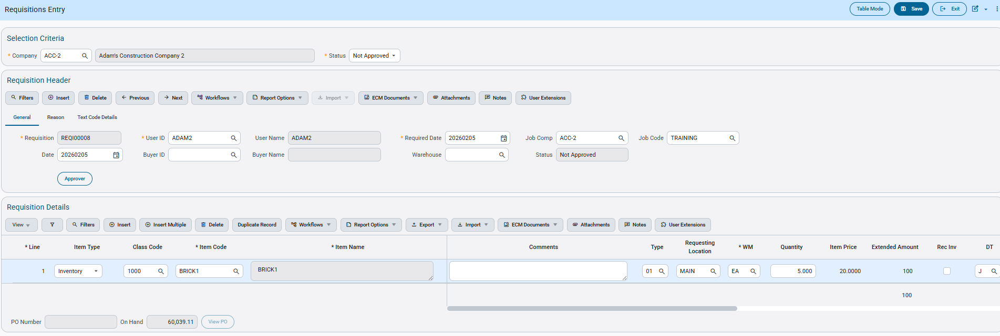 Requisitions Entry
Table Mode
Save
Exit
Selection Criteria
* Company ACC-2 Adam's Construction Company 2 * Status Not Approved
Requisition Header
Filters Insert Delete Previous Next Workflows Report Options Import ECM Documents Attachments Notes User Extensions
General Reason Text Code Details
* Requisition REQI00008 * User ID ADAM2 User Name ADAM2 * Required Date 20260205 Job Comp ACC-2 Job Code TRAINING
Date 20260205 Buyer ID Buyer Name Warehouse Status Not Approved
Approver
Requisition Details
View Filters Insert Insert Multiple Delete Duplicate Record Workflows Report Options Export Import ECM Documents Attachments Notes User Extensions
* Line Item Type Class Code * Item Code * Item Name Comments Type Requesting Location * WM Quantity Item Price Extended Amount Rec Inv DT
1 Inventory 1000 BRICK1 BRICK1 01 MAIN EA 5.000 20.0000 100 J
100
PO Number On Hand 60,039.11 View PO